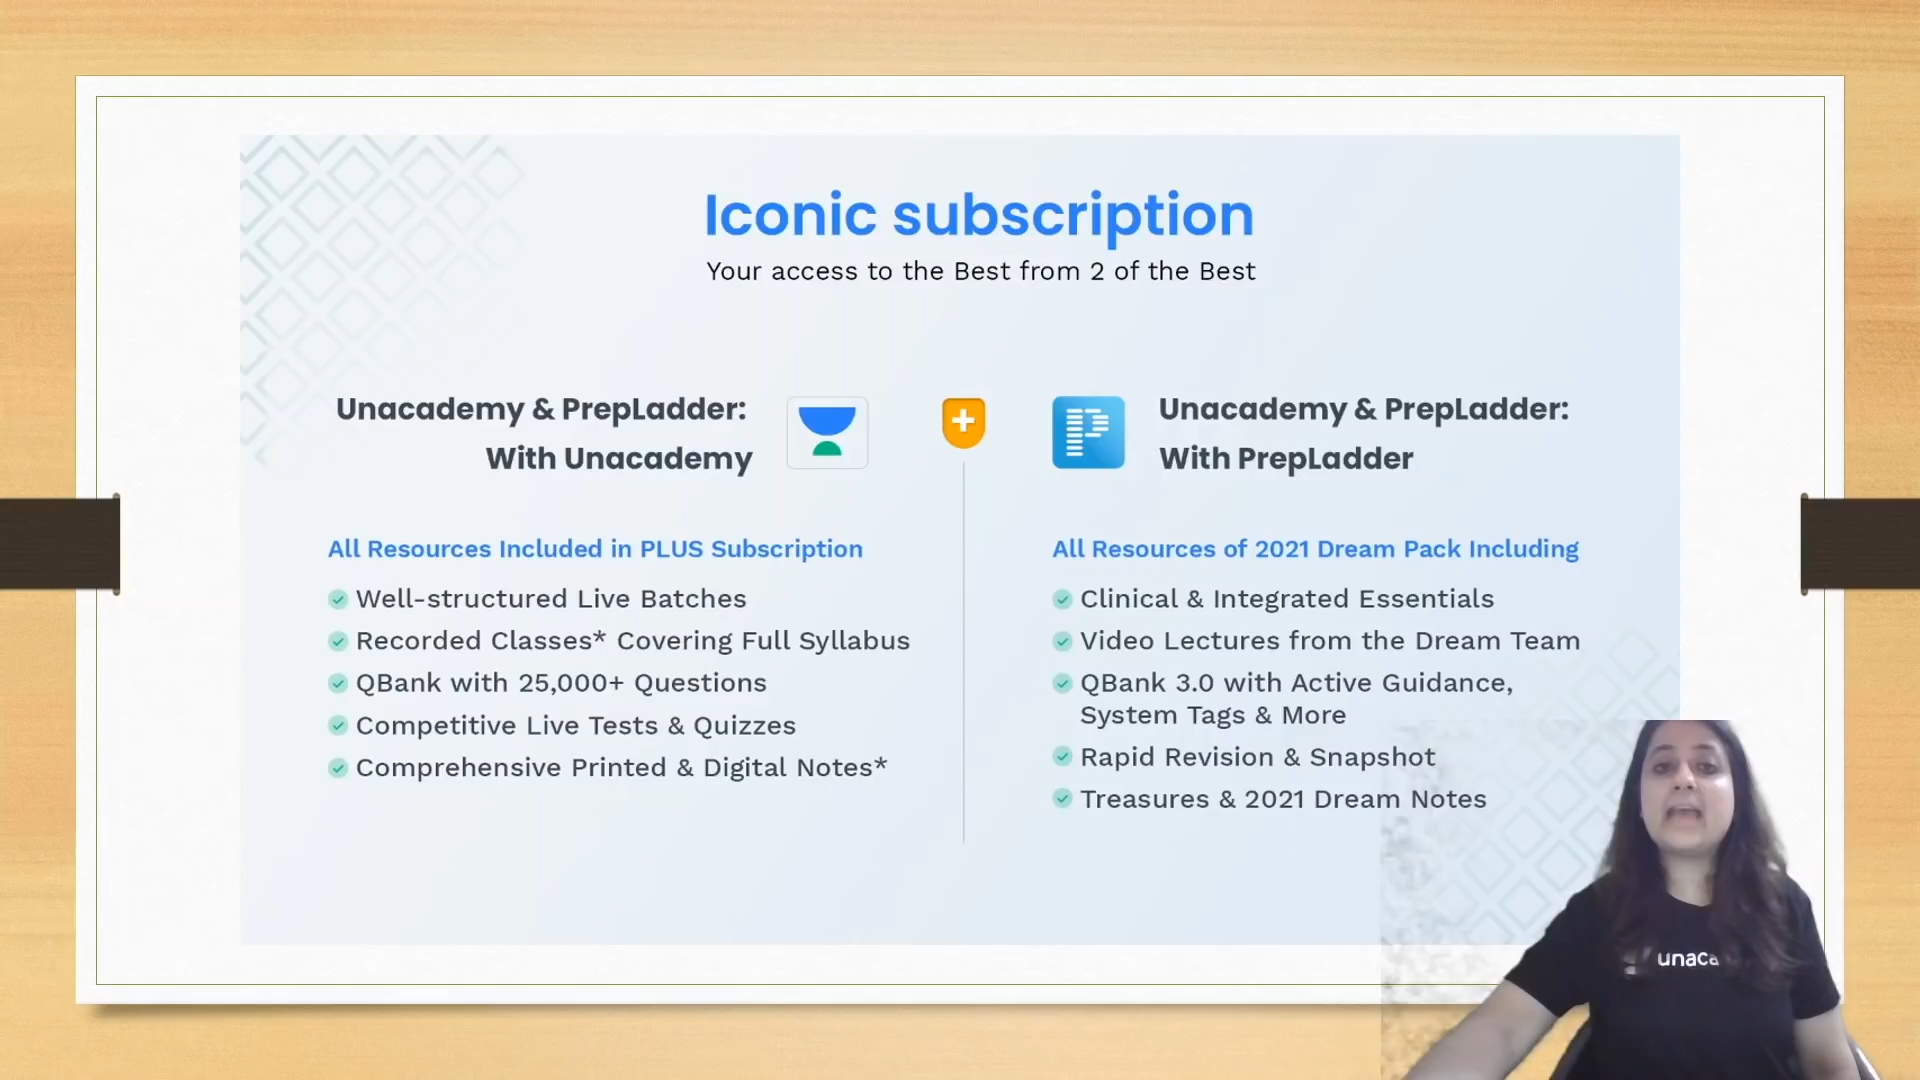 Iconic subscription
Your access to the Best from 2 of the Best
Unacademy & PrepLadder:
With Unacademy
All Resources Included in PLUS Subscription
Well-structured Live Batches
Recorded Classes* Covering Full Syllabus
QBank with 25,000+ Questions
Competitive Live Tests & Quizzes
Comprehensive Printed & Digital Notes*
Unacademy & PrepLadder:
With PrepLadder
All Resources of 2021 Dream Pack Including
Clinical & Integrated Essentials
Video Lectures from the Dream Team
QBank 3.0 with Active Guidance,
System Tags & More
Rapid Revision & Snapshot
Treasures & 2021 Dream Notes
unaca